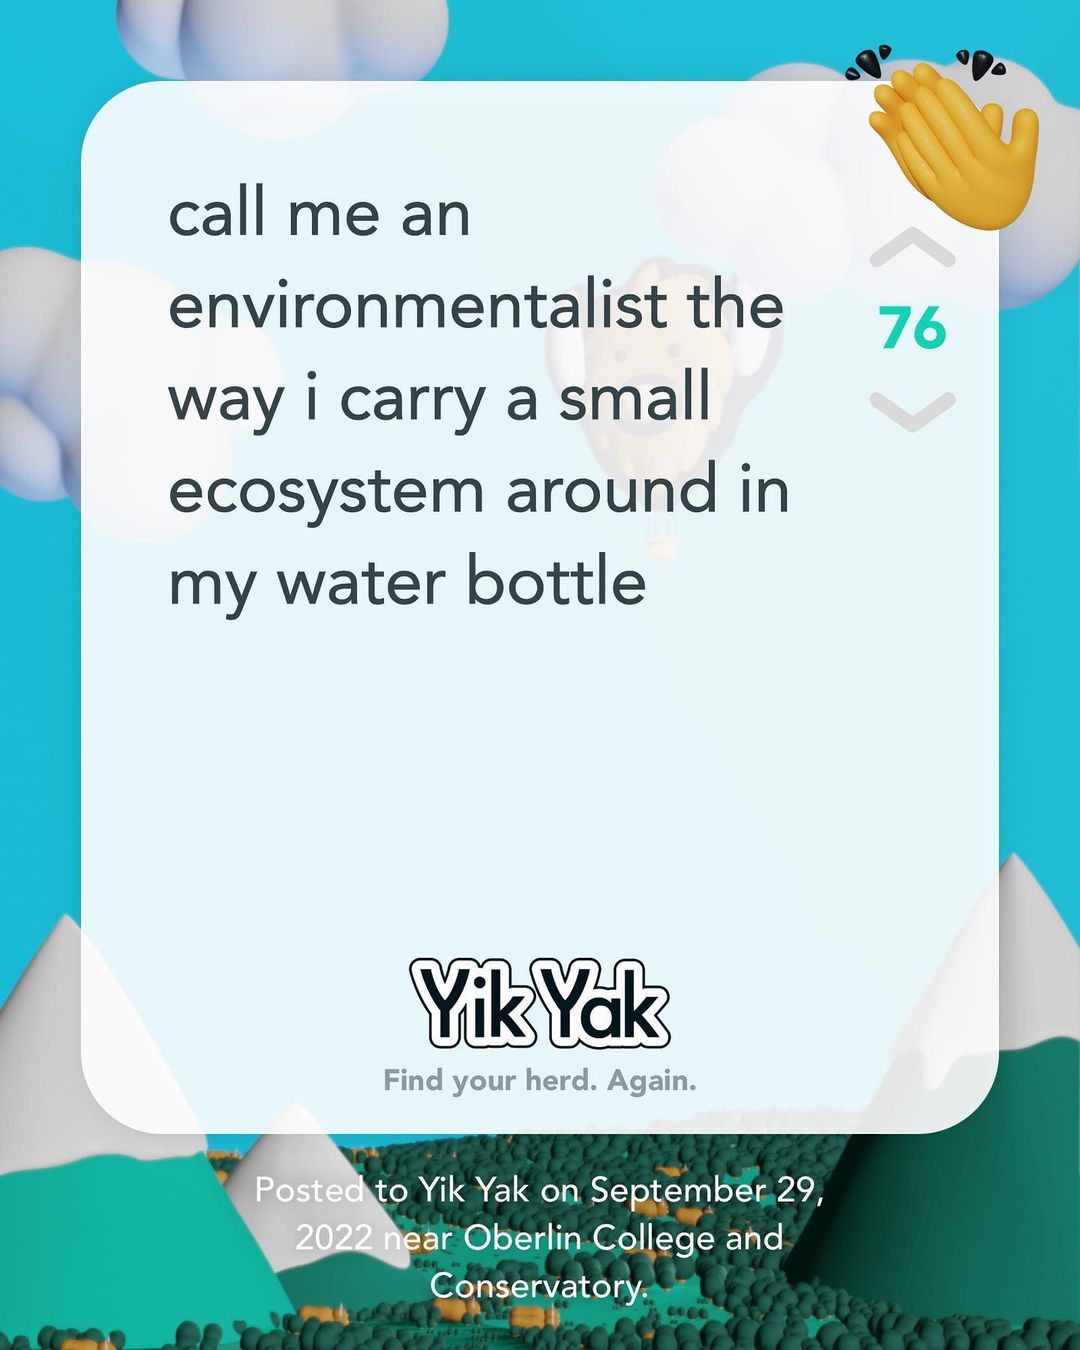 call me an
environmentalist the
way i carry a small
ecosystem around in
my water bottle
76
Yik Yak
Find your herd. Again.
Posted to Yik Yak on September 29,
2022 near Oberlin College and
Conservatory.